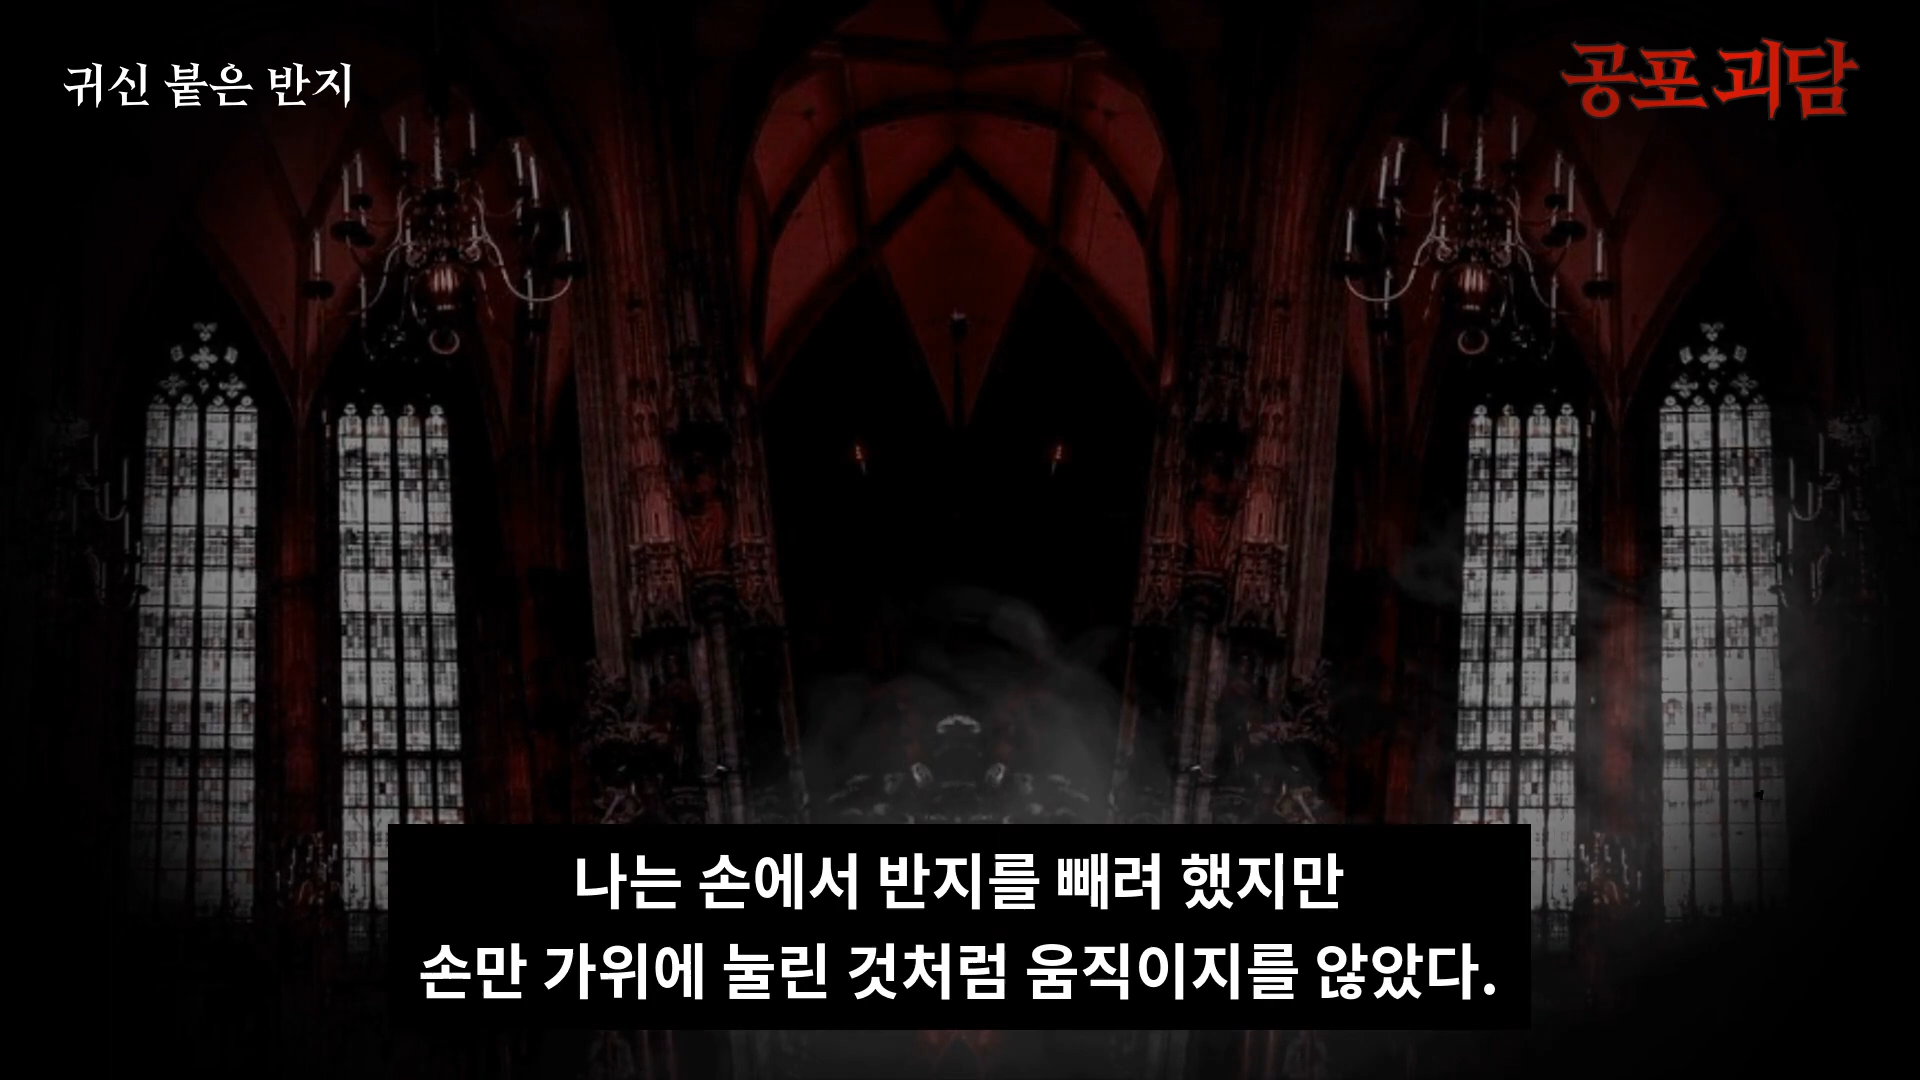 귀신 붙은 반지
공포 괴담
나는 손에서 반지를 빼려 했지만
손만 가위에 눌린 것처럼 움직이지를 않았다.